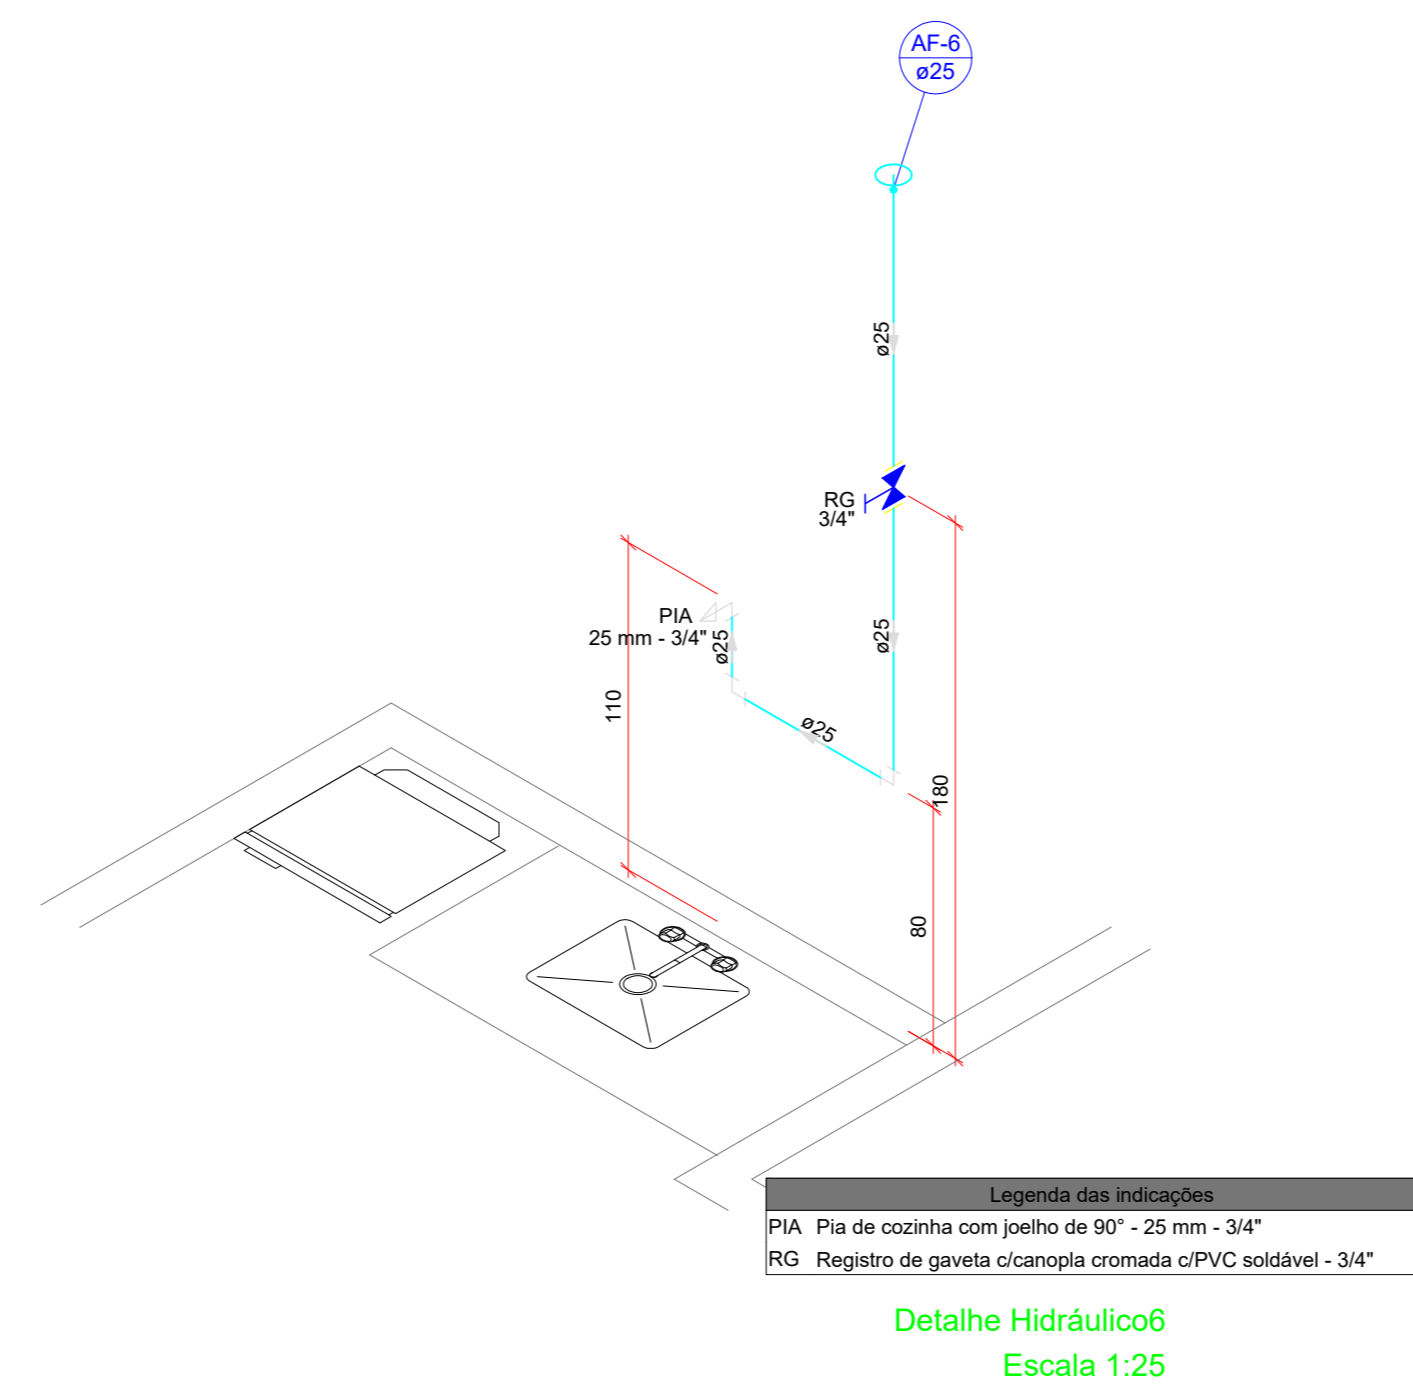 AF-6
ø25
ø25
RG
3/4"
PIA
25 mm - 3/4"
ø25
ø25
ø25
110
180
80
Legenda das indicações
PIA Pia de cozinha com joelho de 90° - 25 mm - 3/4"
RG Registro de gaveta c/canopla cromada c/PVC soldável - 3/4"
Detalhe Hidráulico6
Escala 1:25